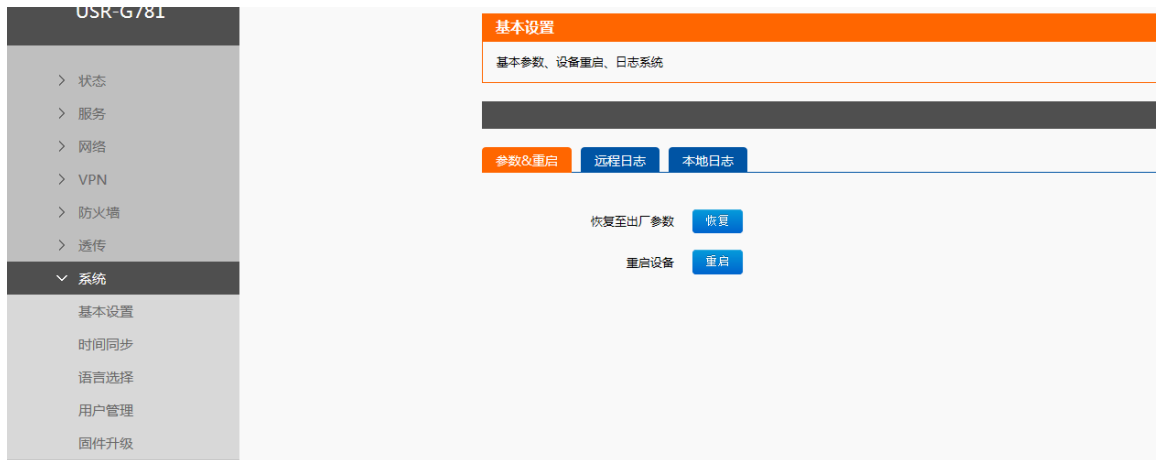 USR-G781
状态
服务
网络
VPN
防火墙
透传
系统
基本设置
时间同步
语言选择
用户管理
固件升级
基本设置
基本参数、设备重启、日志系统
参数&重启 远程日志 本地日志
恢复至出厂参数 恢复
重启设备 重启